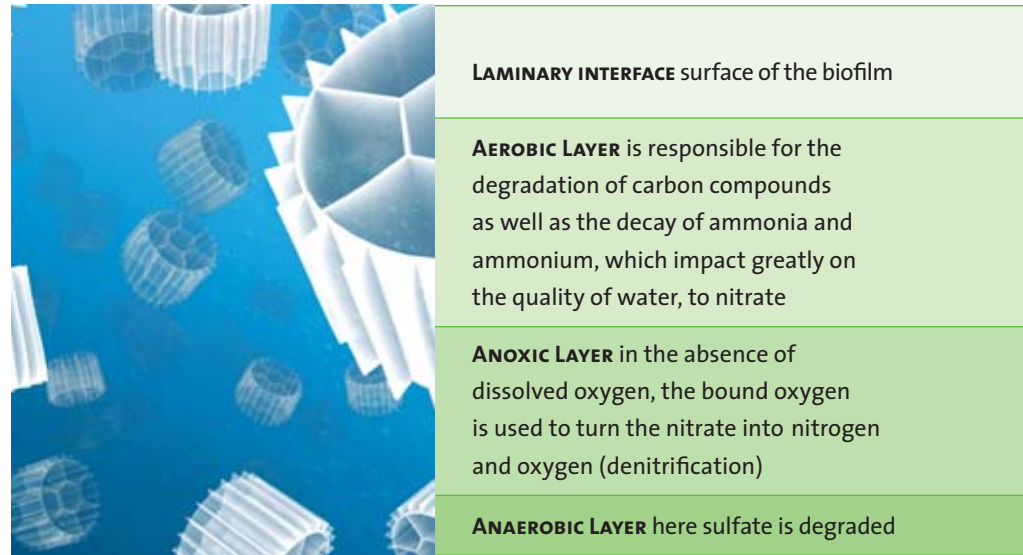 LAMINARY INTERFACE surface of the biofilm
AEROBIC LAYER is responsible for the
degradation of carbon compounds
as well as the decay of ammonia and
ammonium, which impact greatly on
the quality of water, to nitrate
ANOXIC LAYER in the absence of
dissolved oxygen, the bound oxygen
is used to turn the nitrate into nitrogen
and oxygen (denitrification)
ANAEROBIC LAYER here sulfate is degraded